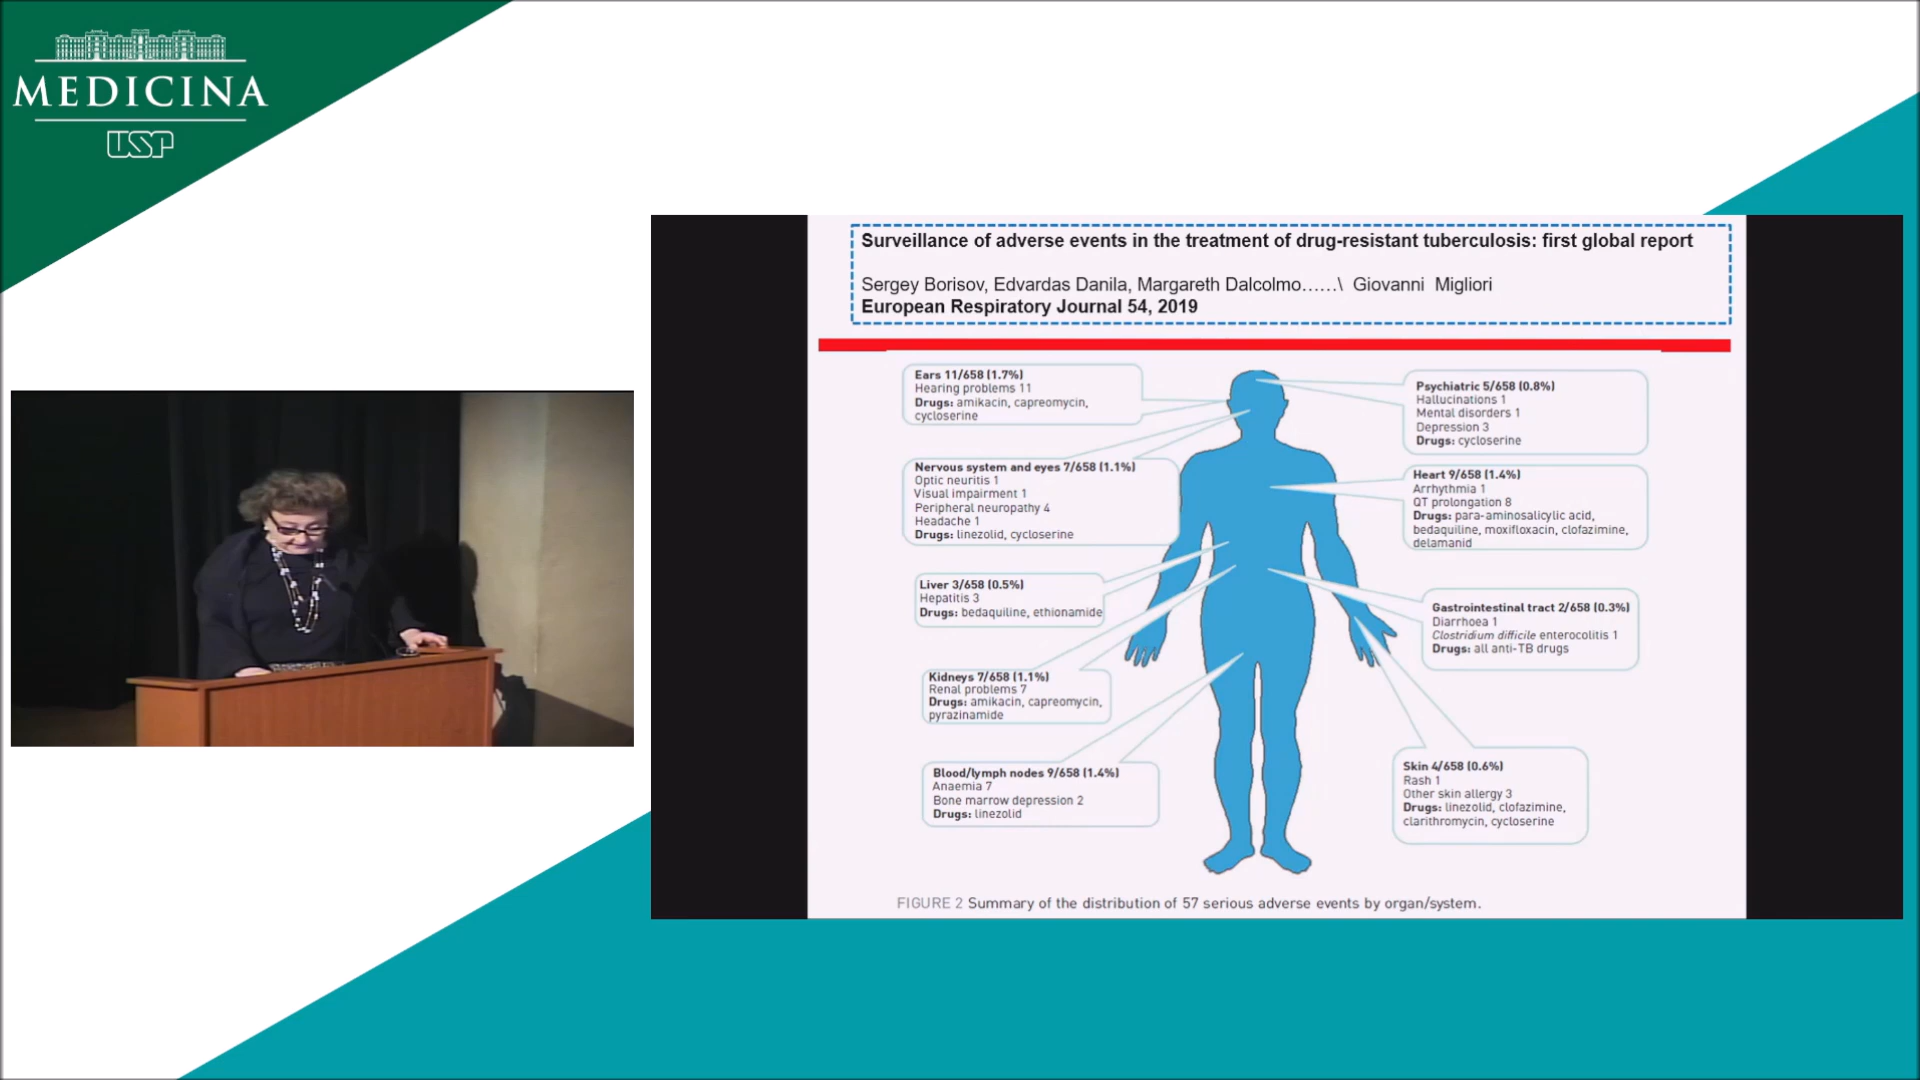 MEDICINA
USP
Surveillance of adverse events in the treatment of drug-resistant tuberculosis: first global report
Sergey Borisov, Edvardas Danila, Margareth Dalcolmo……\ Giovanni Migliori
European Respiratory Journal 54, 2019
Ears 11/658 (1.7%)
Hearing problems 11
Drugs: amikacin, capreomycin,
cycloserine
Nervous system and eyes 7/658 (1.1%)
Optic neuritis 1
Visual impairment 1
Peripheral neuropathy 4
Headache 1
Drugs: linezolid, cycloserine
Liver 3/658 (0.5%)
Hepatitis 3
Drugs: bedaquiline, ethionamide
Kidneys 7/658 (1.1%)
Renal problems 7
Drugs: amikacin, capreomycin,
pyrazinamide
Blood/lymph nodes 9/658 (1.4%)
Anaemia 7
Bone marrow depression 2
Drugs: linezolid
Psychiatric 5/658 (0.8%)
Hallucinations 1
Mental disorders 1
Depression 3
Drugs: cycloserine
Heart 9/658 (1.4%)
Arrhythmia 1
QT prolongation 8
Drugs: para-aminosalicylic acid,
bedaquiline, moxifloxacin, clofazimine,
delamanid
Gastrointestinal tract 2/658 (0.3%)
Diarrhoea 1
Clostridium difficile enterocolitis 1
Drugs: all anti-TB drugs
Skin 4/658 (0.6%)
Rash 1
Other skin allergy 3
Drugs: linezolid, clofazimine,
clarithromycin, cycloserine
FIGURE 2 Summary of the distribution of 57 serious adverse events by organ/system.